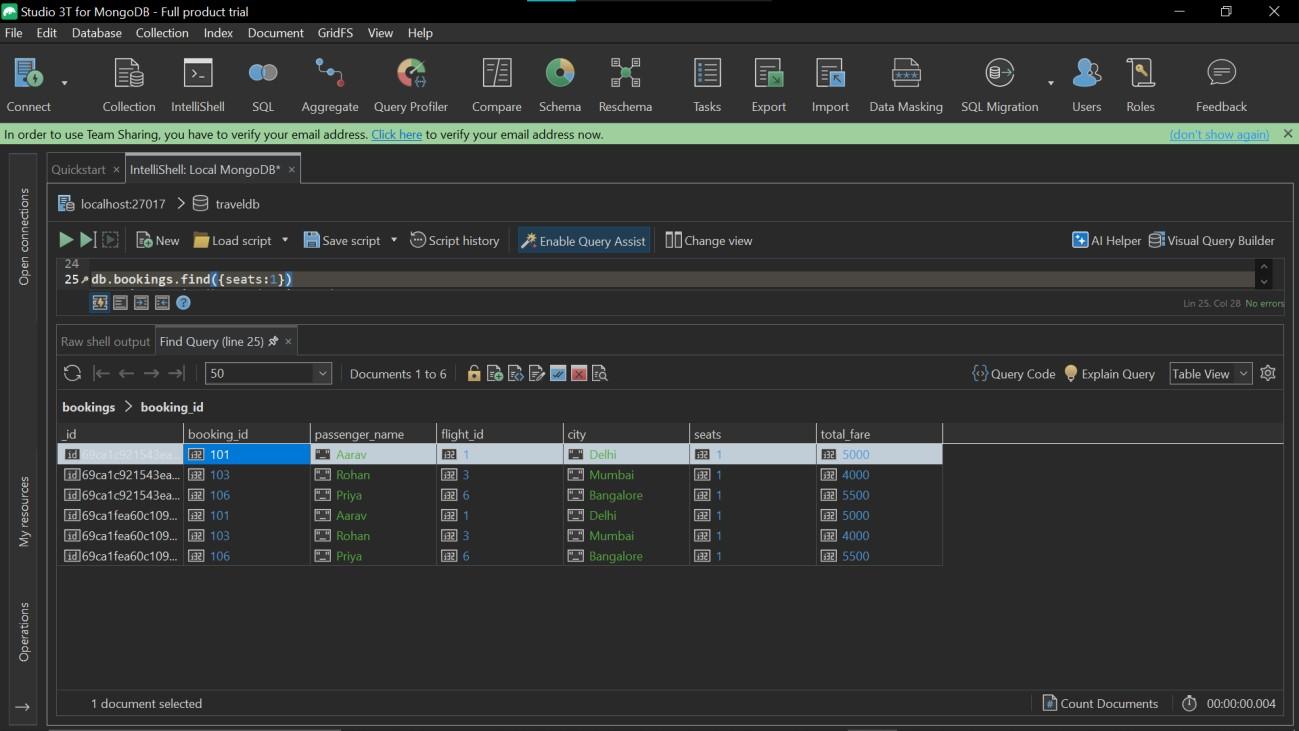 Studio 3T for MongoDB - Full product trial
File Edit Database Collection Index Document GridFS View Help
Connect Collection IntelliShell SQL Aggregate Query Profiler Compare Schema Reschema Tasks Export Import Data Masking SQL Migration Users Roles Feedback
In order to use Team Sharing, you have to verify your email address. Click here to verify your email address now. (don't show again)
Open connections
My resources
Operations
Quickstart × IntelliShell: Local MongoDB* ×
localhost:27017 > traveldb
New Load script Save script Script history Enable Query Assist Change view AI Helper Visual Query Builder
24
25 db.bookings.find({seats:1})
Lin 25. Col 28 No errors
Raw shell output Find Query (line 25) ×
50 Documents 1 to 6 Query Code Explain Query Table View
bookings > booking_id
_id booking_id passenger_name flight_id city seats total_fare
69ca1c921543ea... 101 Aarav 1 Delhi 1 5000
69ca1c921543ea... 103 Rohan 3 Mumbai 1 4000
69ca1c921543ea... 106 Priya 6 Bangalore 1 5500
69ca1fea60c109... 101 Aarav 1 Delhi 1 5000
69ca1fea60c109... 103 Rohan 3 Mumbai 1 4000
69ca1fea60c109... 106 Priya 6 Bangalore 1 5500
1 document selected Count Documents 00:00:00.004